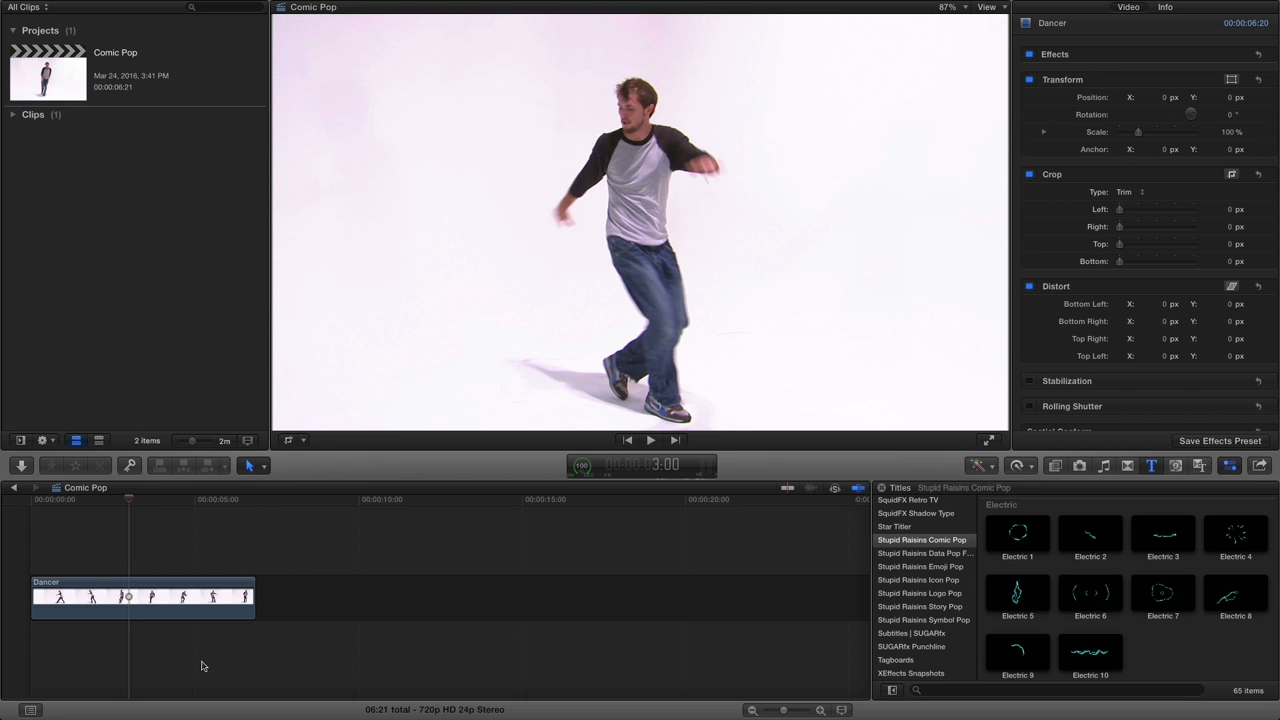 All Clips
Comic Pop
87%
View
Video
Info
Projects (1)
Comic Pop
Mar 24, 2016, 3:41 PM
00:00:06:21
Clips (1)
Dancer
00:00:06:20
Effects
Transform
Position: X: 0 px Y: 0 px
Rotation: 0 °
Scale: 100 %
Anchor: X: 0 px Y: 0 px
Crop
Type: Trim
Left: 0 px
Right: 0 px
Top: 0 px
Bottom: 0 px
Distort
Bottom Left: X: 0 px Y: 0 px
Bottom Right: X: 0 px Y: 0 px
Top Right: X: 0 px Y: 0 px
Top Left: X: 0 px Y: 0 px
Stabilization
Rolling Shutter
2 items
2m
Save Effects Preset
100
00:00:03:00
Comic Pop
00:00:00:00
00:00:05:00
00:00:10:00
00:00:15:00
00:00:20:00
Dancer
Titles Stupid Raisins Comic Pop
SquidFX Retro TV
SquidFX Shadow Type
Star Titler
Stupid Raisins Comic Pop
Stupid Raisins Data Pop F...
Stupid Raisins Emoji Pop
Stupid Raisins Icon Pop
Stupid Raisins Logo Pop
Stupid Raisins Story Pop
Stupid Raisins Symbol Pop
Subtitles | SUGARfx
SUGARfx Punchline
Tagboards
XEffects Snapshots
Electric
Electric 1
Electric 2
Electric 3
Electric 4
Electric 5
Electric 6
Electric 7
Electric 8
Electric 9
Electric 10
65 items
06:21 total - 720p HD 24p Stereo